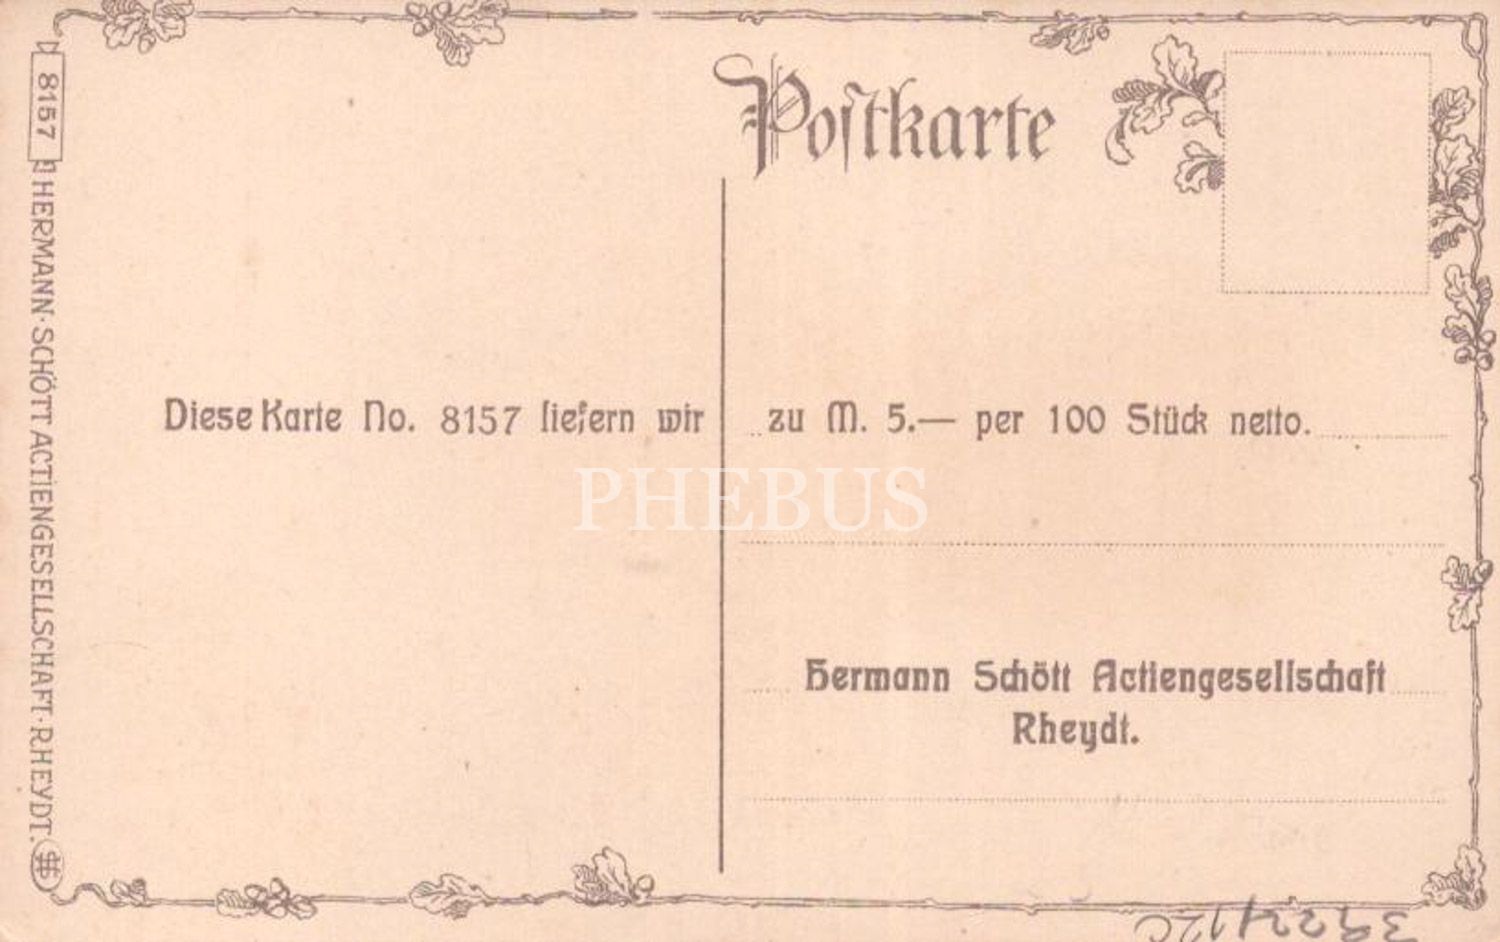 Postkarte
8157
HERMANN·SCHÖTT ACTIENGESELLSCHAFT·RHEYDT.
Diese Karte No. 8157 liefern wir zu M. 5.— per 100 Stück netto.
PHEBUS
Hermann Schött Actiengesellschaft
Rheydt.